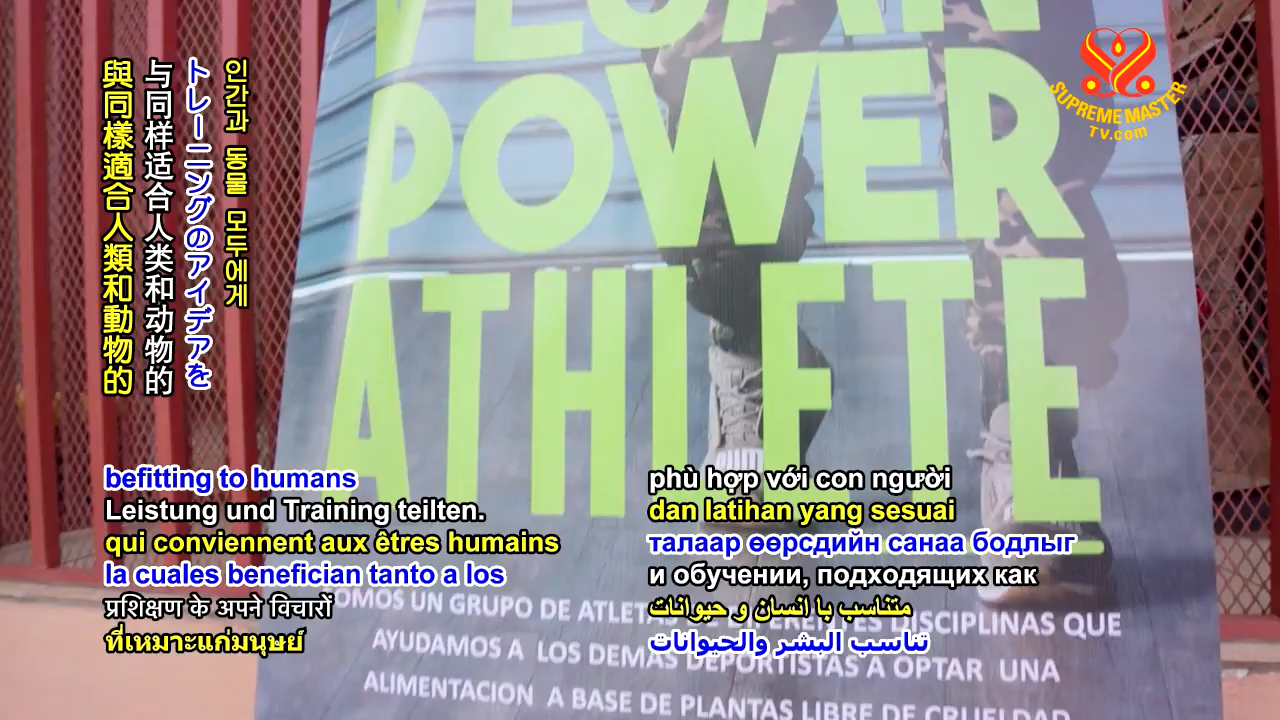 VEGAN
POWER
ATHLETE
SUPREME MASTER
TV.com
인간과 동물 모두에게
トレーニングのアイデアを
与同样适合人类和动物的
與同樣適合人類和動物的
befitting to humans
Leistung und Training teilten.
qui conviennent aux êtres humains
la cuales benefician tanto a los
प्रशिक्षण के अपने विचारों
ที่เหมาะแก่มนุษย์
phù hợp với con người
dan latihan yang sesuai
талаар өөрсдийн санаа бодлыг
и обучении, подходящих как
متناسب با انسان و حیوانات
تناسب البشر والحيوانات
SOMOS UN GRUPO DE ATLETAS DE DIFERENTES DISCIPLINAS QUE
AYUDAMOS A LOS DEMAS DEPORTISTAS A OPTAR UNA
ALIMENTACION A BASE DE PLANTAS LIBRE DE CRUELDAD